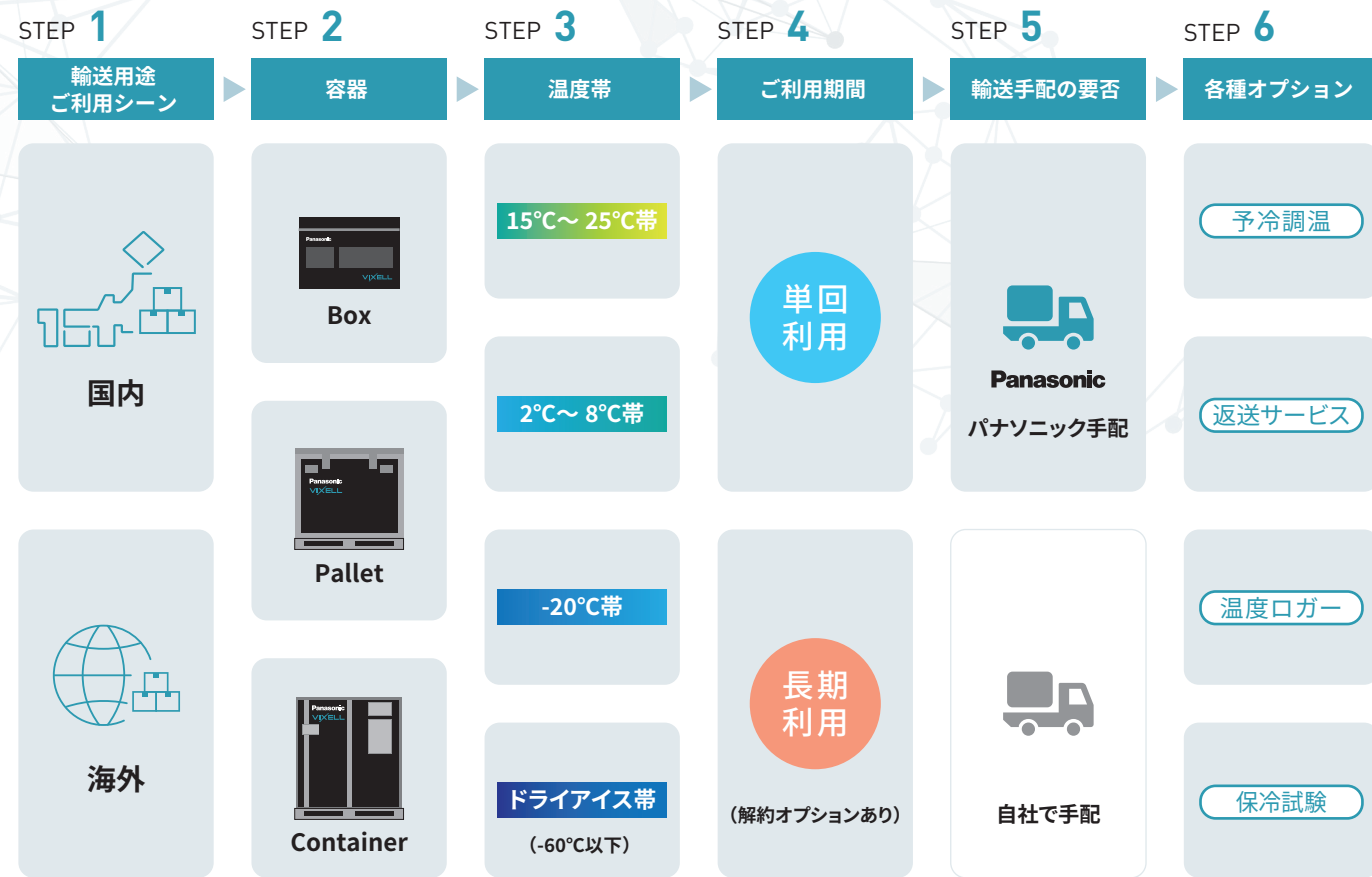 STEP 1
輸送用途
ご利用シーン
国内
海外
STEP 2
容器
Panasonic
VIXELL
Box
Panasonic
VIXELL
Pallet
Panasonic
VIXELL
Container
STEP 3
温度帯
15℃～25℃帯
2℃～8℃帯
-20℃帯
ドライアイス帯
（-60℃以下）
STEP 4
ご利用期間
単回
利用
長期
利用
（解約オプションあり）
STEP 5
輸送手配の要否
Panasonic
パナソニック手配
自社で手配
STEP 6
各種オプション
予冷調温
返送サービス
温度ロガー
保冷試験